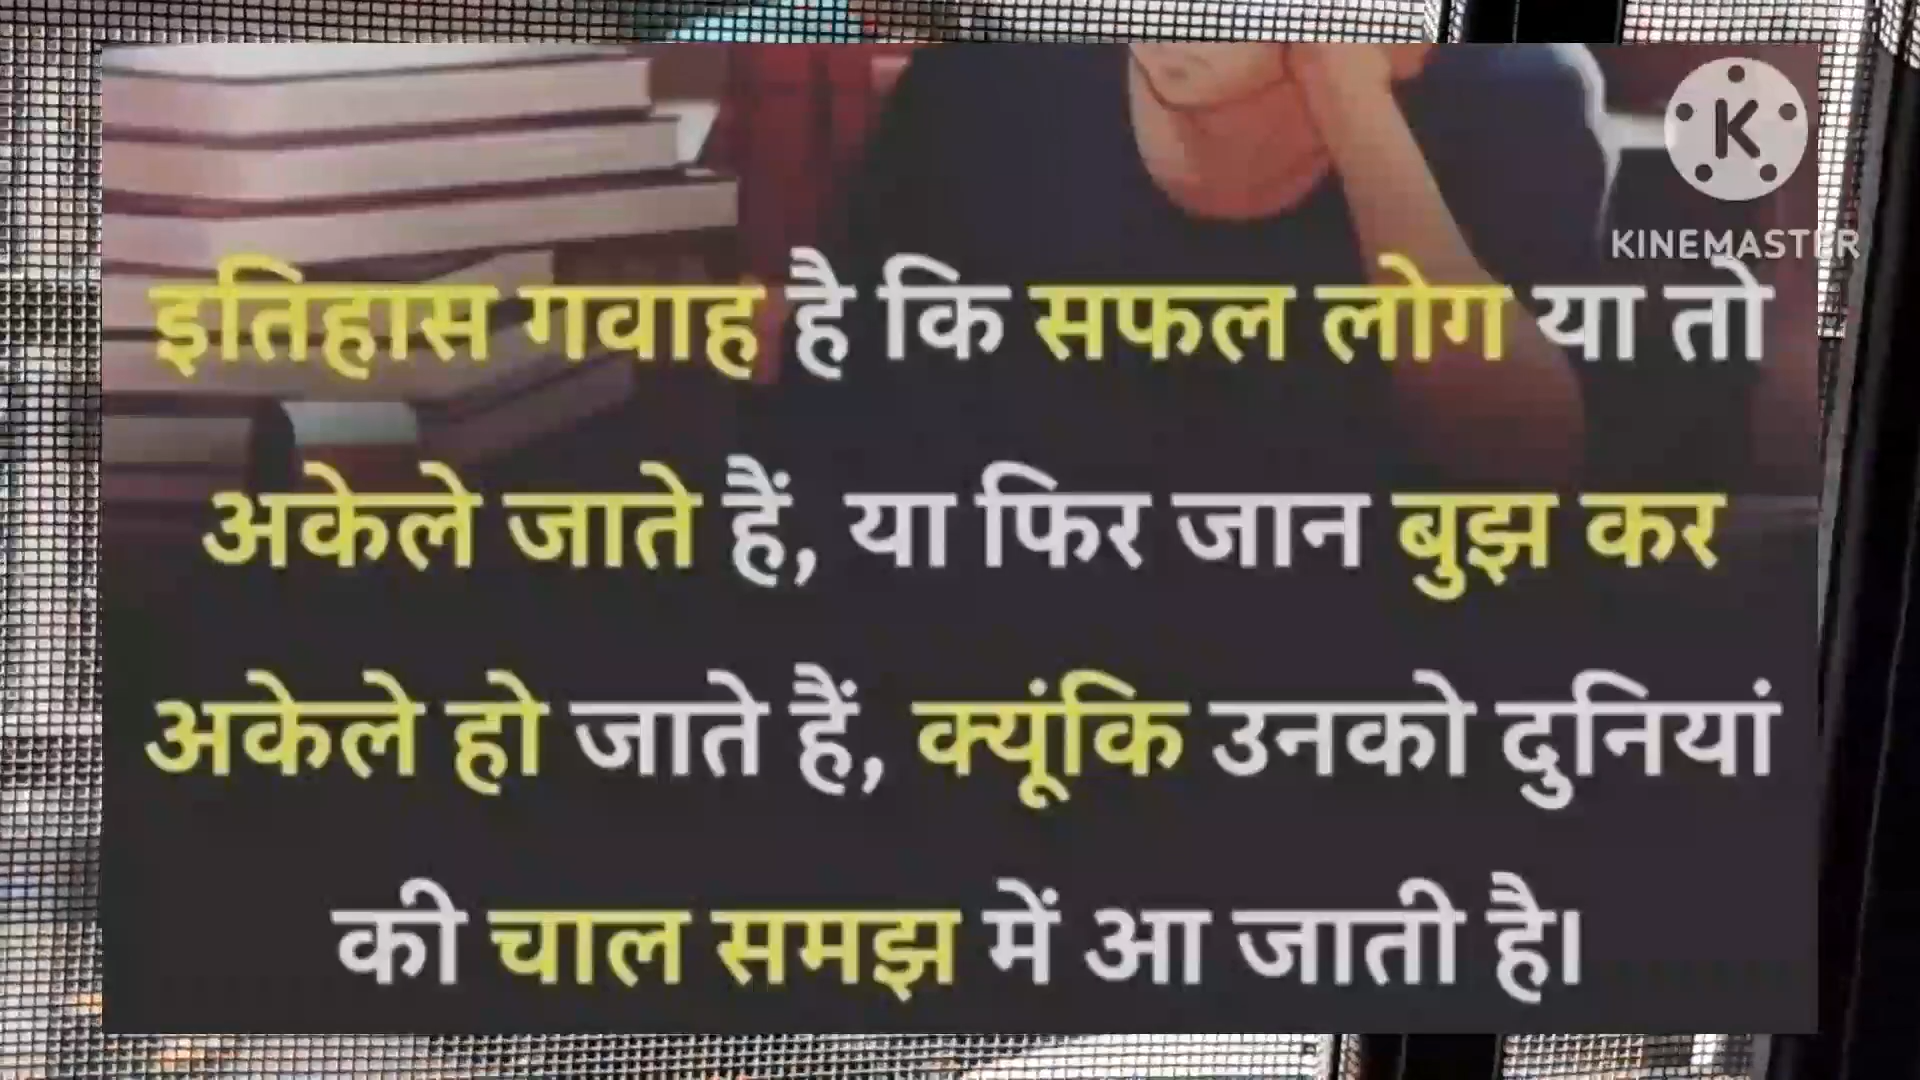 K
KINEMASTER
इतिहास गवाह है कि सफल लोग या तो
अकेले जाते हैं, या फिर जान बुझ कर
अकेले हो जाते हैं, क्यूंकि उनको दुनियां
की चाल समझ में आ जाती है।